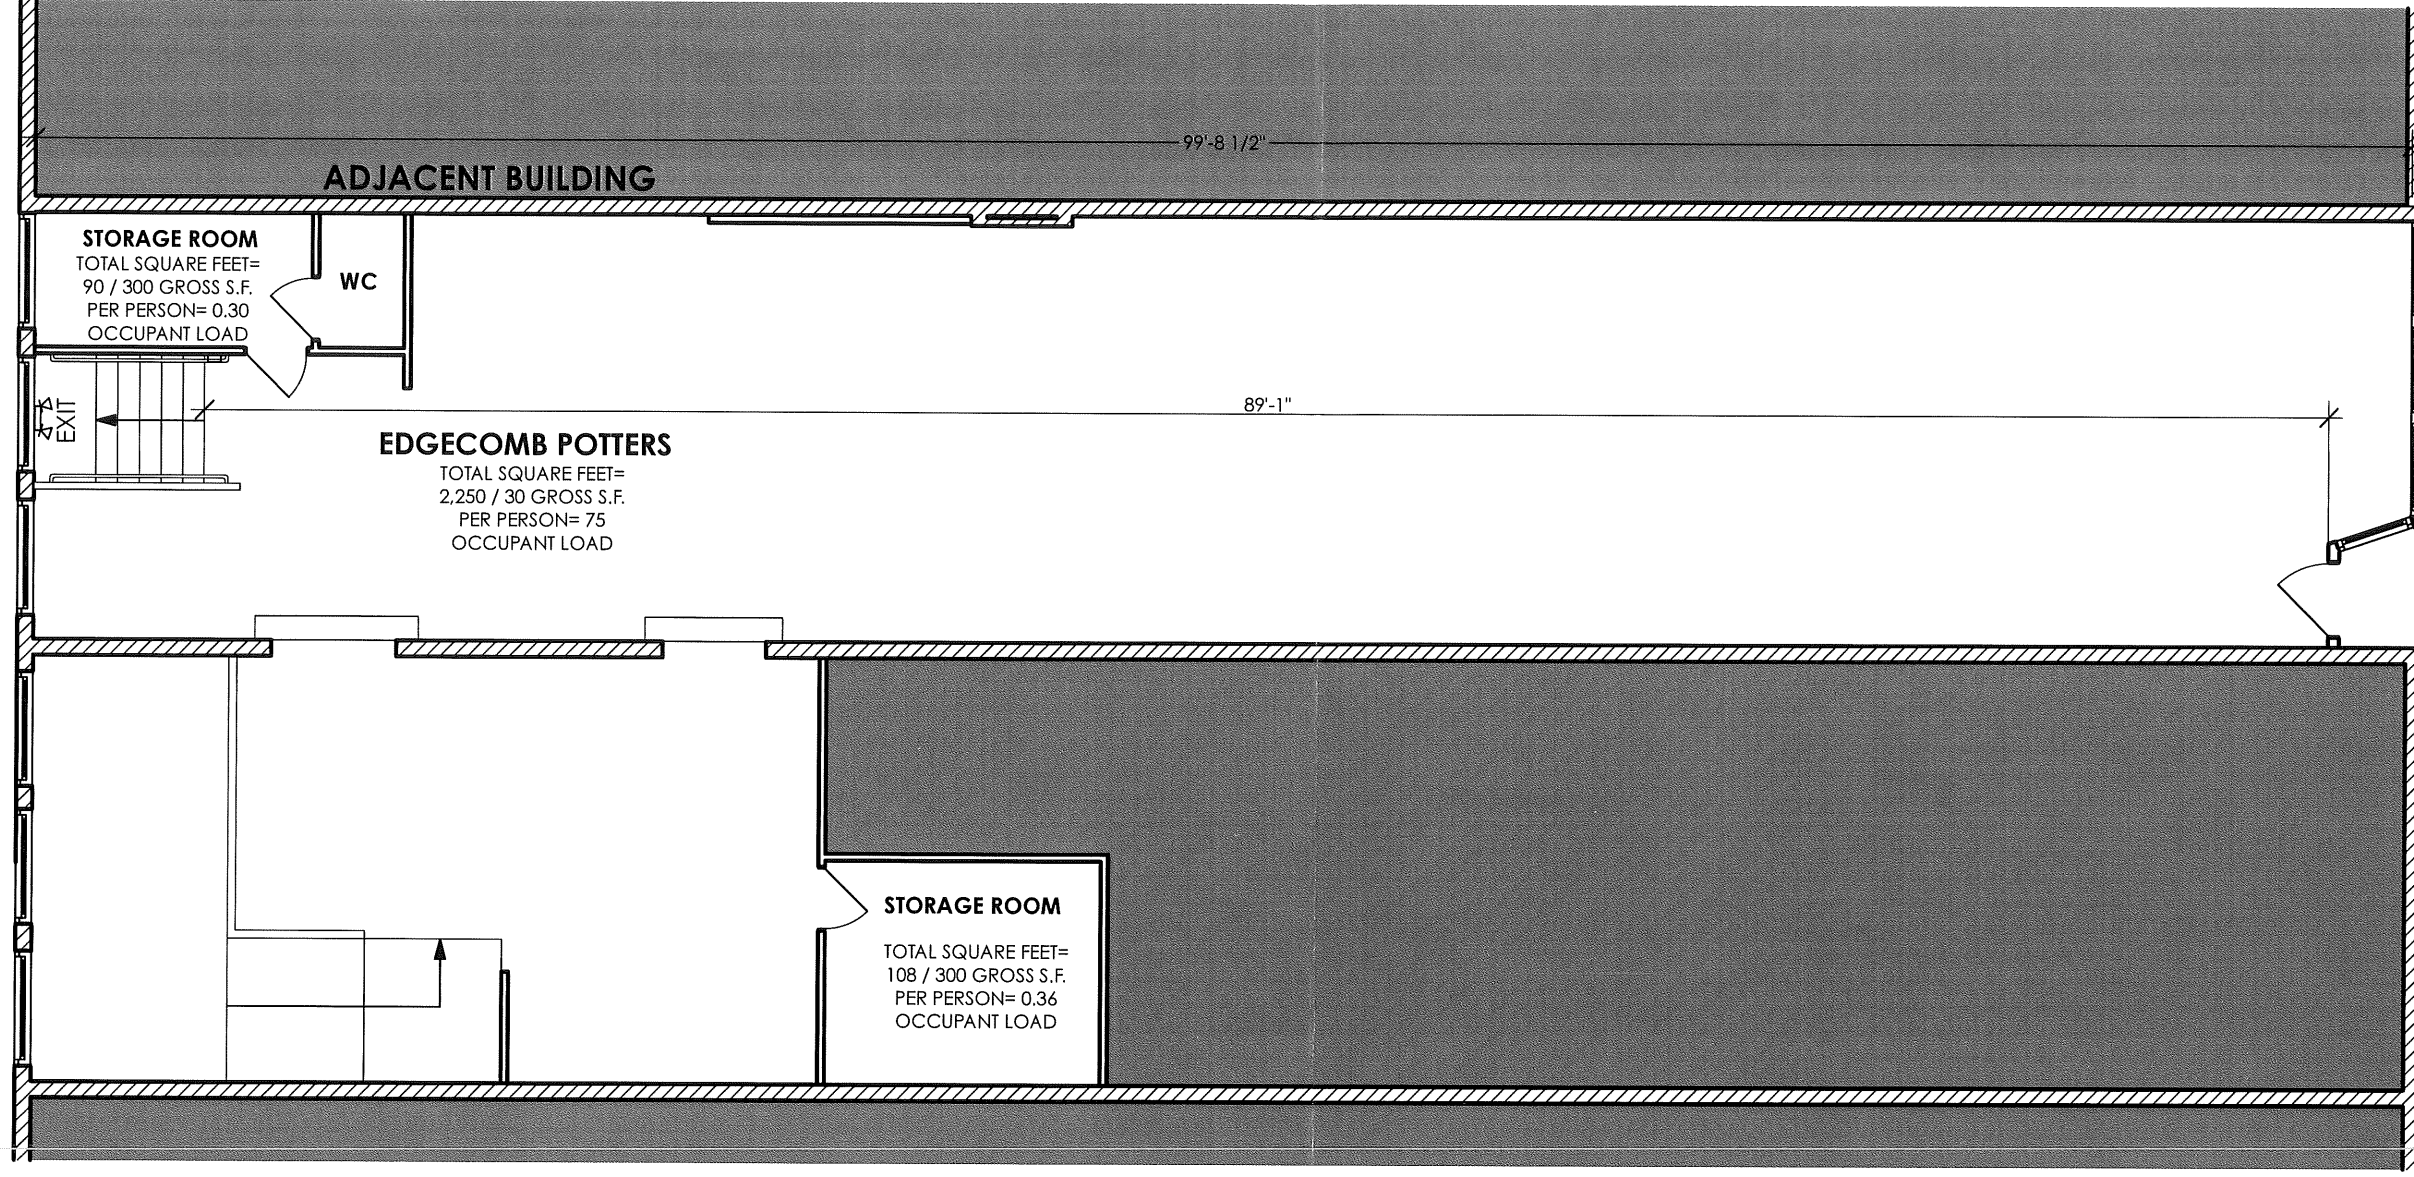 99'-8 1/2"
ADJACENT BUILDING
STORAGE ROOM
TOTAL SQUARE FEET=
90 / 300 GROSS S.F.
PER PERSON= 0.30
OCCUPANT LOAD
WC
EXIT
89'-1"
EDGECOMB POTTERS
TOTAL SQUARE FEET=
2,250 / 30 GROSS S.F.
PER PERSON= 75
OCCUPANT LOAD
STORAGE ROOM
TOTAL SQUARE FEET=
108 / 300 GROSS S.F.
PER PERSON= 0.36
OCCUPANT LOAD